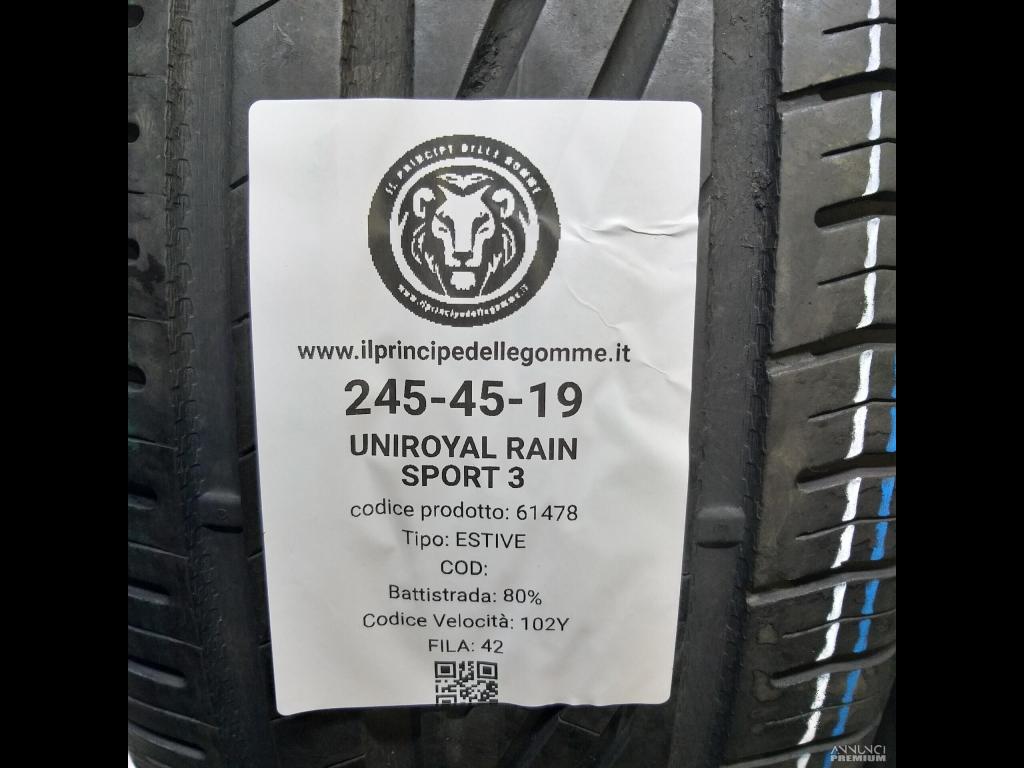 IL PRINCIPE DELLE GOMME
www.ilprincipedellegomme.it
www.ilprincipedellegomme.it
245-45-19
UNIROYAL RAIN
SPORT 3
codice prodotto: 61478
Tipo: ESTIVE
COD:
Battistrada: 80%
Codice Velocità: 102Y
FILA: 42
ANNUNCI
PREMIUM